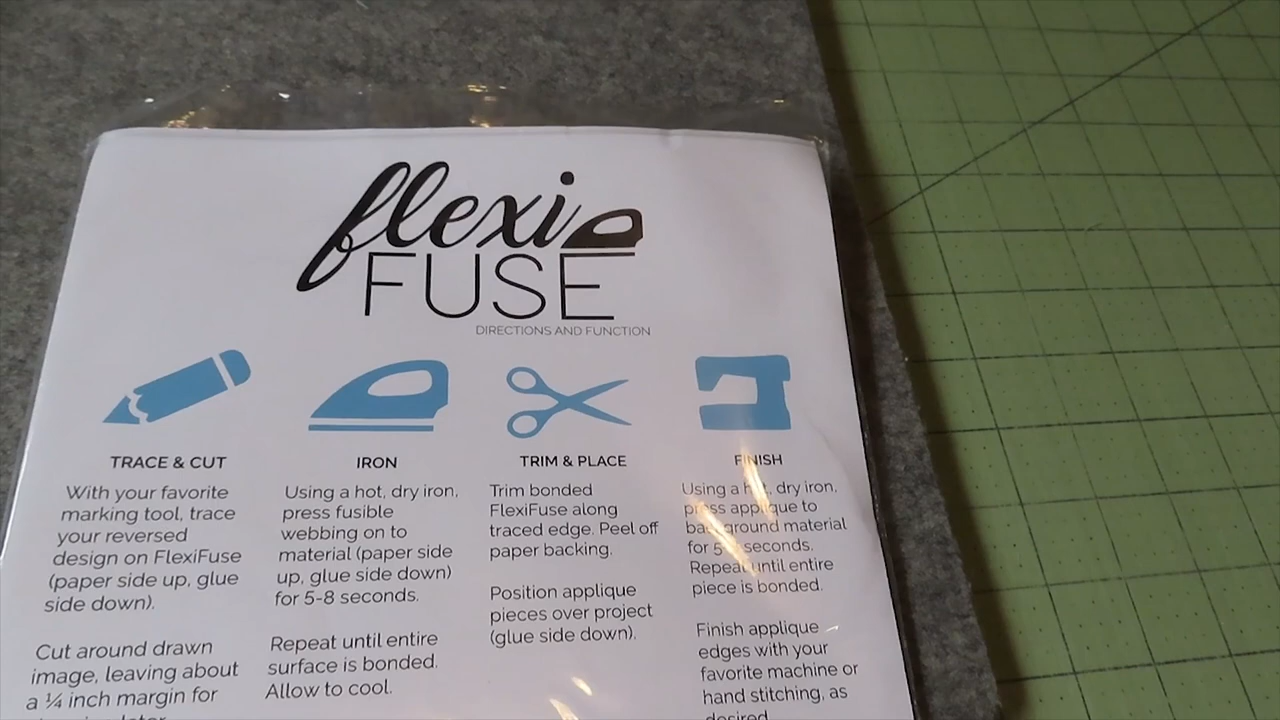 flexi
FUSE
DIRECTIONS AND FUNCTION
TRACE & CUT
With your favorite
marking tool, trace
your reversed
design on FlexiFuse
(paper side up, glue
side down).
Cut around drawn
image, leaving about
a ¼ inch margin for
IRON
Using a hot, dry iron,
press fusible
webbing on to
material (paper side
up, glue side down)
for 5-8 seconds.
Repeat until entire
surface is bonded.
Allow to cool.
TRIM & PLACE
Trim bonded
FlexiFuse along
traced edge. Peel off
paper backing.
Position applique
pieces over project
(glue side down).
FINISH
Using a hot, dry iron,
press applique to
background material
for 5- seconds.
Repeat until entire
piece is bonded.
Finish applique
edges with your
favorite machine or
hand stitching, as
desired